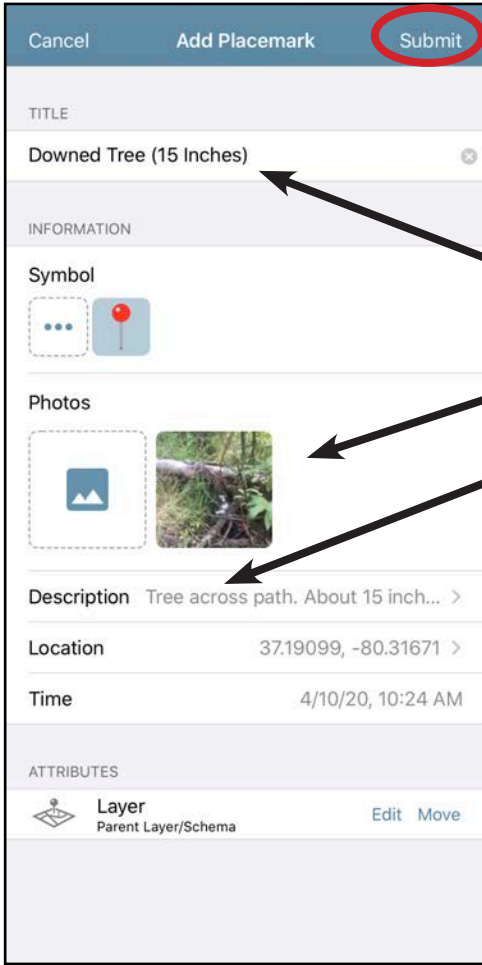 Cancel Add Placemark Submit
TITLE
Downed Tree (15 Inches)
INFORMATION
Symbol
Photos
Description Tree across path. About 15 inch...
Location 37.19099, -80.31671
Time 4/10/20, 10:24 AM
ATTRIBUTES
Layer
Parent Layer/Schema
Edit Move